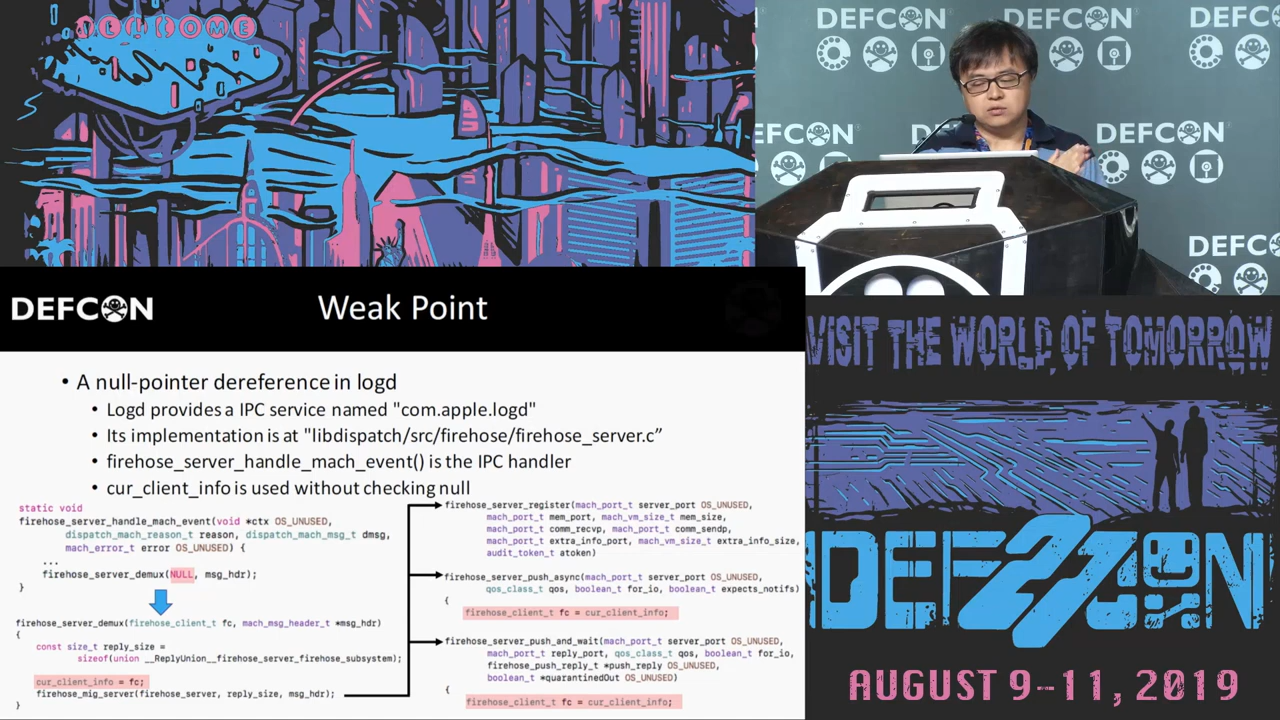 WELCOME
DEFCON
DEFCON
DEFC
DEFCON
DEFCON
DEFC
DEFC
DEFCON
Weak Point
• A null-pointer dereference in logd
• Logd provides a IPC service named "com.apple.logd"
• Its implementation is at "libdispatch/src/firehose/firehose_server.c”
• firehose_server_handle_mach_event() is the IPC handler
• cur_client_info is used without checking null
static void
firehose_server_handle_mach_event(void *ctx OS_UNUSED,
dispatch_mach_reason_t reason, dispatch_mach_msg_t dmsg,
mach_error_t error OS_UNUSED) {
...
firehose_server_demux(NULL, msg_hdr);
}
firehose_server_demux(firehose_client_t fc, mach_msg_header_t *msg_hdr)
{
const size_t reply_size =
sizeof(union __ReplyUnion__firehose_server_firehose_subsystem);
cur_client_info = fc;
firehose_mig_server(firehose_server, reply_size, msg_hdr);
}
firehose_server_register(mach_port_t server_port OS_UNUSED,
mach_port_t mem_port, mach_vm_size_t mem_size,
mach_port_t comm_recvp, mach_port_t comm_sendp,
mach_port_t extra_info_port, mach_vm_size_t extra_info_size,
audit_token_t atoken)
firehose_server_push_async(mach_port_t server_port OS_UNUSED,
qos_class_t qos, boolean_t for_io, boolean_t expects_notifs)
{
firehose_client_t fc = cur_client_info;
firehose_server_push_and_wait(mach_port_t server_port OS_UNUSED,
mach_port_t reply_port, qos_class_t qos, boolean_t for_io,
firehose_push_reply_t *push_reply OS_UNUSED,
boolean_t *quarantinedOut OS_UNUSED)
{
firehose_client_t fc = cur_client_info;
VISIT THE WORLD OF TOMORROW
DEF27CON
AUGUST 9-11, 2019